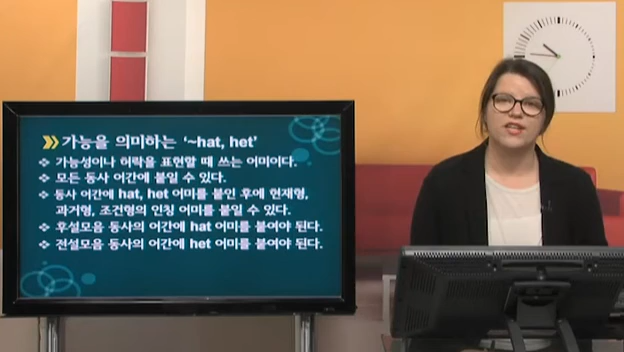 가능을 의미하는 '~hat, het'
가능성이나 허락을 표현할 때 쓰는 어미이다.
모든 동사 어간에 붙일 수 있다.
동사 어간에 hat, het 어미를 붙인 후에 현재형,
과거형, 조건형의 인칭 어미를 붙일 수 있다.
후설모음 동사의 어간에 hat 어미를 붙여야 된다.
전설모음 동사의 어간에 het 어미를 붙여야 된다.